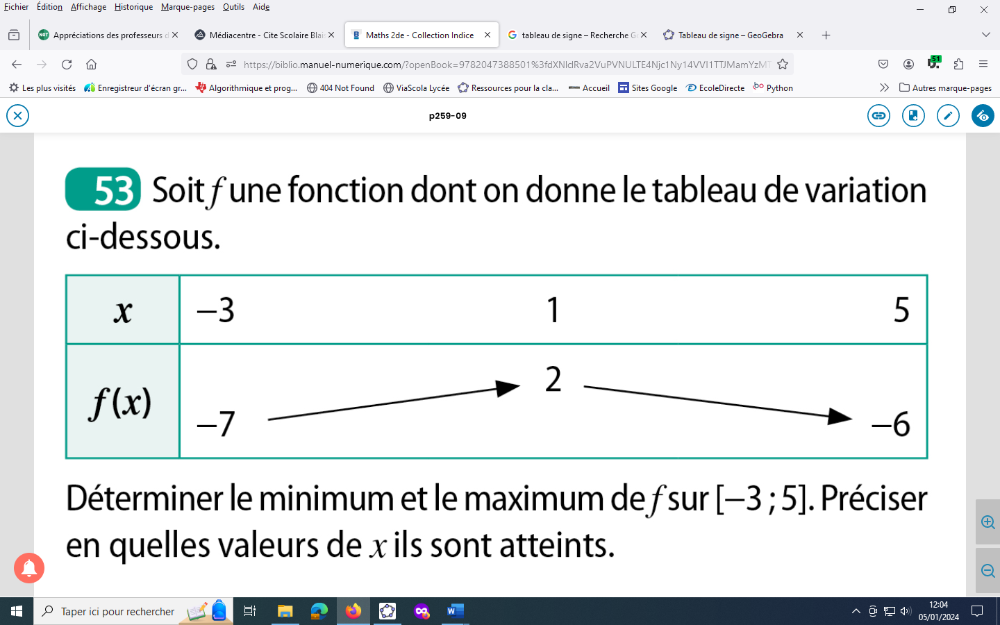 Fichier Édition Affichage Historique Marque-pages Outils Aide
Appréciations des professeurs d
Médiacentre - Cite Scolaire Blais
Maths 2de - Collection Indice
tableau de signe – Recherche Go
Tableau de signe – GeoGebra
https://biblio.manuel-numerique.com/?openBook=9782047388501%3fdXNlclRva2VuPVNULTE4Njc1Ny14VVI1TTJMamYzMT
51
Les plus visités
Enregistreur d'écran gr...
Algorithmique et prog...
404 Not Found
ViaScola Lycée
Ressources pour la cla...
Accueil
Sites Google
EcoleDirecte
Python
Autres marque-pages
p259-09
53 Soit f une fonction dont on donne le tableau de variation
ci-dessous.
x −3 1 5
f(x) −7 2 −6
Déterminer le minimum et le maximum de f sur [−3 ; 5]. Préciser
en quelles valeurs de x ils sont atteints.
Taper ici pour rechercher
12:04
05/01/2024